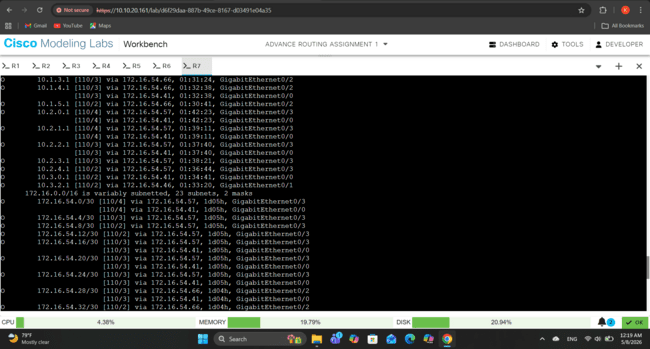 Not secure https://10.10.20.161/lab/d6f29daa-887b-49ce-8167-d03491e04a35
Gmail YouTube Maps All Bookmarks
Cisco Modeling Labs Workbench ADVANCE ROUTING ASSIGNMENT 1 DASHBOARD TOOLS DEVELOPER
R1 R2 R3 R4 R5 R6 R7
O 10.1.3.1 [110/3] via 172.16.54.66, 01:31:24, GigabitEthernet0/2
O 10.1.4.1 [110/3] via 172.16.54.66, 01:32:38, GigabitEthernet0/2
[110/3] via 172.16.54.41, 01:32:38, GigabitEthernet0/0
O 10.1.5.1 [110/2] via 172.16.54.66, 01:30:41, GigabitEthernet0/2
O 10.2.0.1 [110/4] via 172.16.54.57, 01:42:23, GigabitEthernet0/3
[110/4] via 172.16.54.41, 01:42:23, GigabitEthernet0/0
O 10.2.1.1 [110/4] via 172.16.54.57, 01:39:11, GigabitEthernet0/3
[110/4] via 172.16.54.41, 01:39:11, GigabitEthernet0/0
O 10.2.2.1 [110/3] via 172.16.54.57, 01:37:40, GigabitEthernet0/3
[110/3] via 172.16.54.41, 01:37:40, GigabitEthernet0/0
O 10.2.3.1 [110/3] via 172.16.54.57, 01:38:21, GigabitEthernet0/3
O 10.2.4.1 [110/2] via 172.16.54.57, 01:36:44, GigabitEthernet0/3
O 10.3.0.1 [110/2] via 172.16.54.41, 01:34:41, GigabitEthernet0/0
O 10.3.2.1 [110/2] via 172.16.54.46, 01:33:20, GigabitEthernet0/1
172.16.0.0/16 is variably subnetted, 23 subnets, 2 masks
O 172.16.54.0/30 [110/4] via 172.16.54.57, 1d05h, GigabitEthernet0/3
[110/4] via 172.16.54.41, 1d05h, GigabitEthernet0/0
O 172.16.54.4/30 [110/3] via 172.16.54.57, 1d05h, GigabitEthernet0/3
O 172.16.54.8/30 [110/2] via 172.16.54.57, 1d05h, GigabitEthernet0/3
O 172.16.54.12/30 [110/2] via 172.16.54.57, 1d05h, GigabitEthernet0/3
O 172.16.54.16/30 [110/3] via 172.16.54.57, 1d05h, GigabitEthernet0/3
[110/3] via 172.16.54.41, 1d05h, GigabitEthernet0/0
O 172.16.54.20/30 [110/3] via 172.16.54.57, 1d05h, GigabitEthernet0/3
[110/3] via 172.16.54.41, 1d05h, GigabitEthernet0/0
O 172.16.54.24/30 [110/3] via 172.16.54.57, 1d05h, GigabitEthernet0/3
[110/3] via 172.16.54.41, 1d05h, GigabitEthernet0/0
O 172.16.54.28/30 [110/3] via 172.16.54.66, 1d04h, GigabitEthernet0/2
[110/3] via 172.16.54.41, 1d04h, GigabitEthernet0/0
O 172.16.54.32/30 [110/2] via 172.16.54.66, 1d04h, GigabitEthernet0/2
CPU 4.38% MEMORY 19.79% DISK 20.94% 2 OK
79°F
Mostly clear
Search
ENG
12:19 AM
5/8/2026